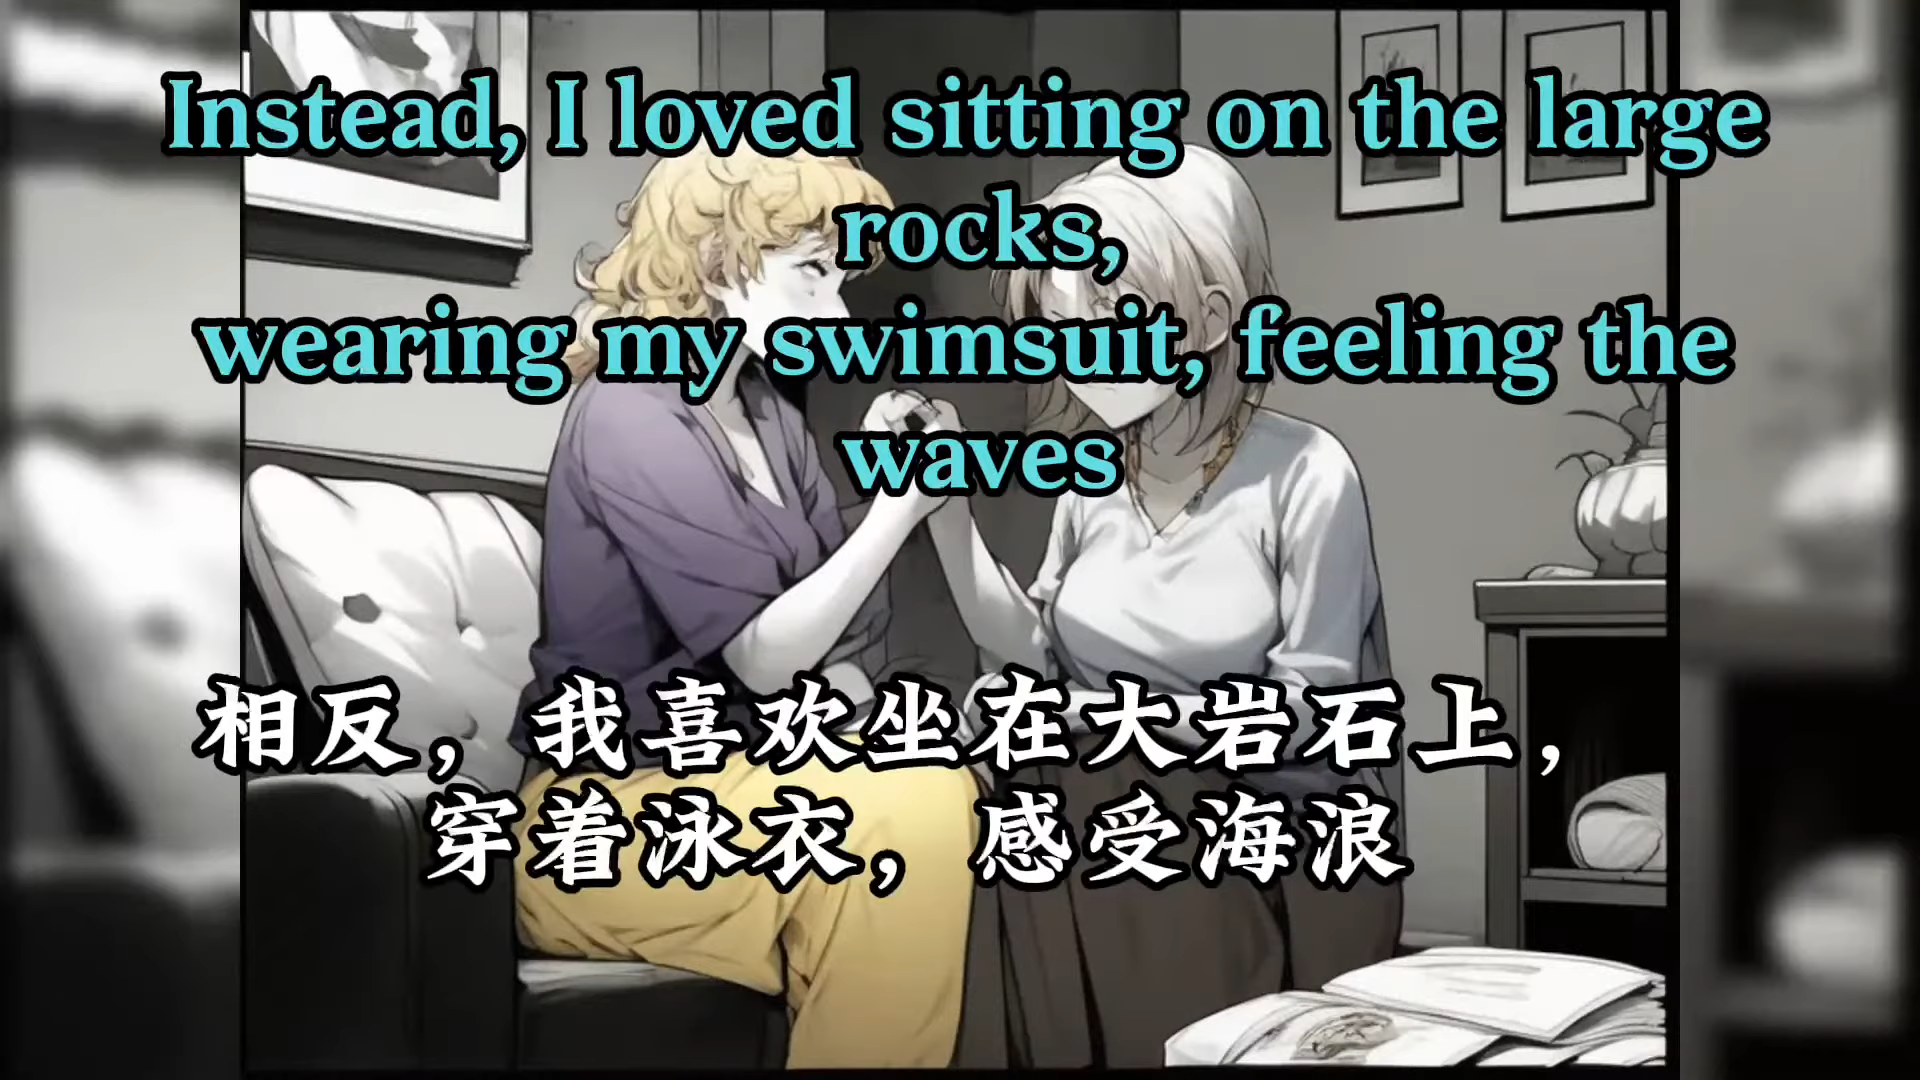 Instead, I loved sitting on the large
rocks,
wearing my swimsuit, feeling the
waves
相反，我喜欢坐在大岩石上，
穿着泳衣，感受海浪